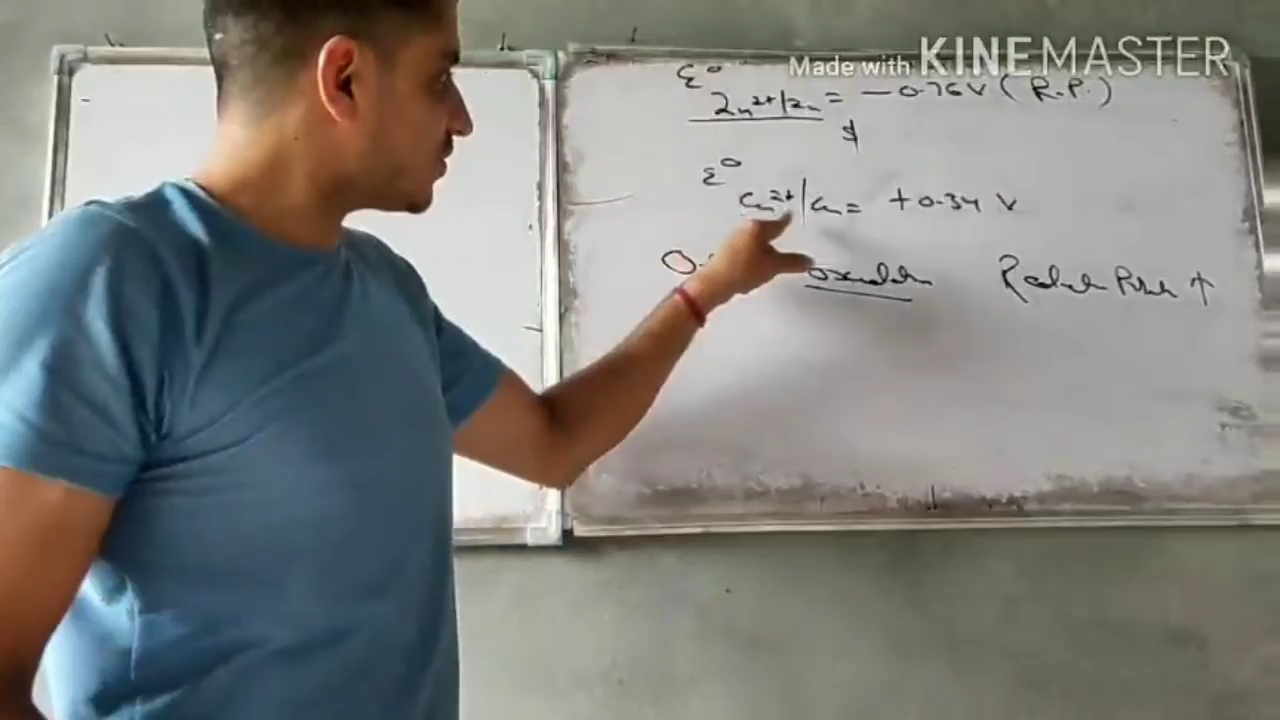 Made with KINEMASTER
ε° Zn²⁺/Zn = -0.76V (R.P.)
ε° Cu²⁺/Cu = +0.34 V
O.